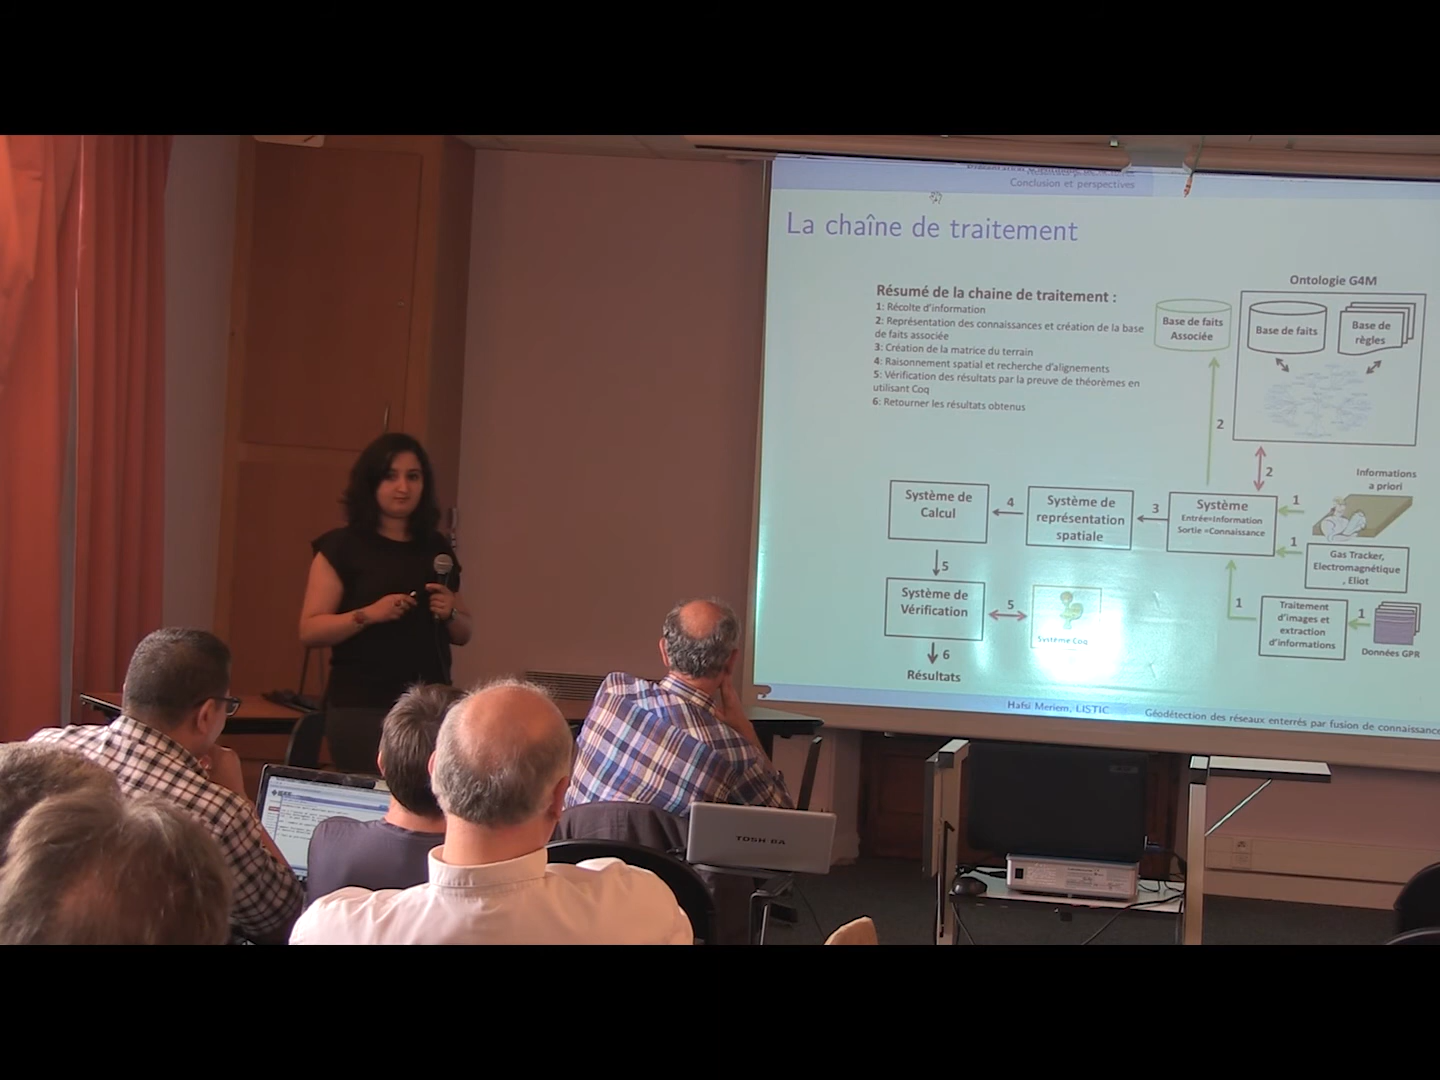 Conclusion et perspectives
La chaîne de traitement
Résumé de la chaine de traitement :
1: Récolte d'information
2: Représentation des connaissances et création de la base
de faits associée
3: Création de la matrice du terrain
4: Raisonnement spatial et recherche d'alignements
5: Vérification des résultats par la preuve de théorèmes en
utilisant Coq
6: Retourner les résultats obtenus
Ontologie G4M
Base de faits
Associée
Base de faits
Base de
règles
2
2
Informations
a priori
Système de
Calcul
4
Système de
représentation
spatiale
3
Système
Entrée=Information
Sortie =Connaissance
1
1
Gas Tracker,
Electromagnétique
, Eliot
5
Système de
Vérification
5
Système Coq
1
Traitement
d'images et
extraction
d'informations
1
Données GPR
6
Résultats
Hafsi Meriem, LISTIC
Géodétection des réseaux enterrés par fusion de connaissance
TOSHIBA